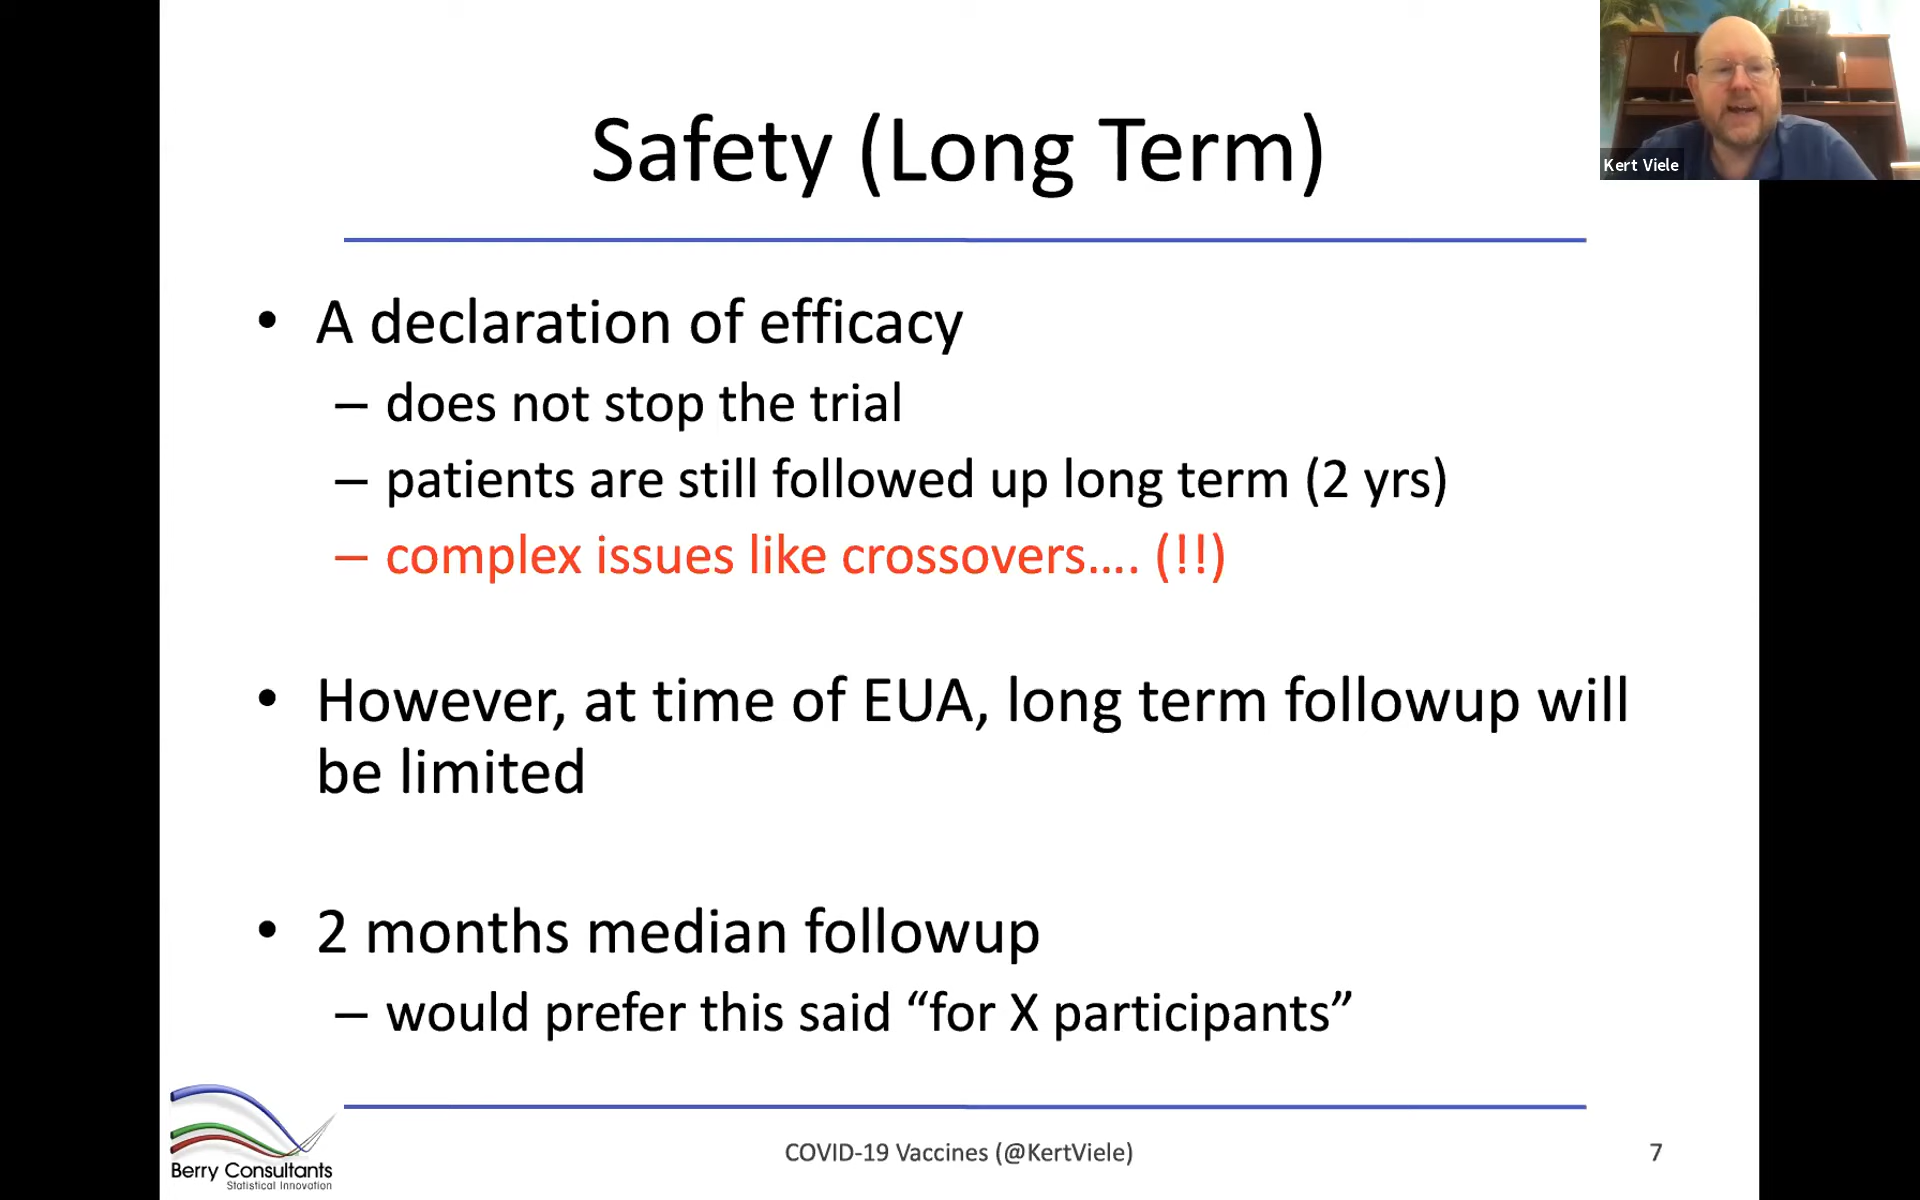 Safety (Long Term)
Kert Viele
• A declaration of efficacy
– does not stop the trial
– patients are still followed up long term (2 yrs)
– complex issues like crossovers.... (!!)
• However, at time of EUA, long term followup will
be limited
• 2 months median followup
– would prefer this said “for X participants”
Berry Consultants
Statistical Innovation
COVID-19 Vaccines (@KertViele)
7